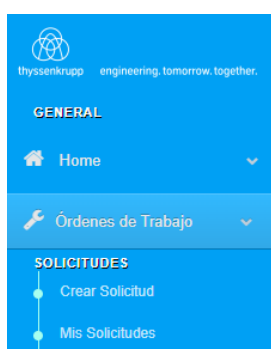 thyssenkrupp engineering. tomorrow. together.
GENERAL
Home
Órdenes de Trabajo
SOLICITUDES
Crear Solicitud
Mis Solicitudes